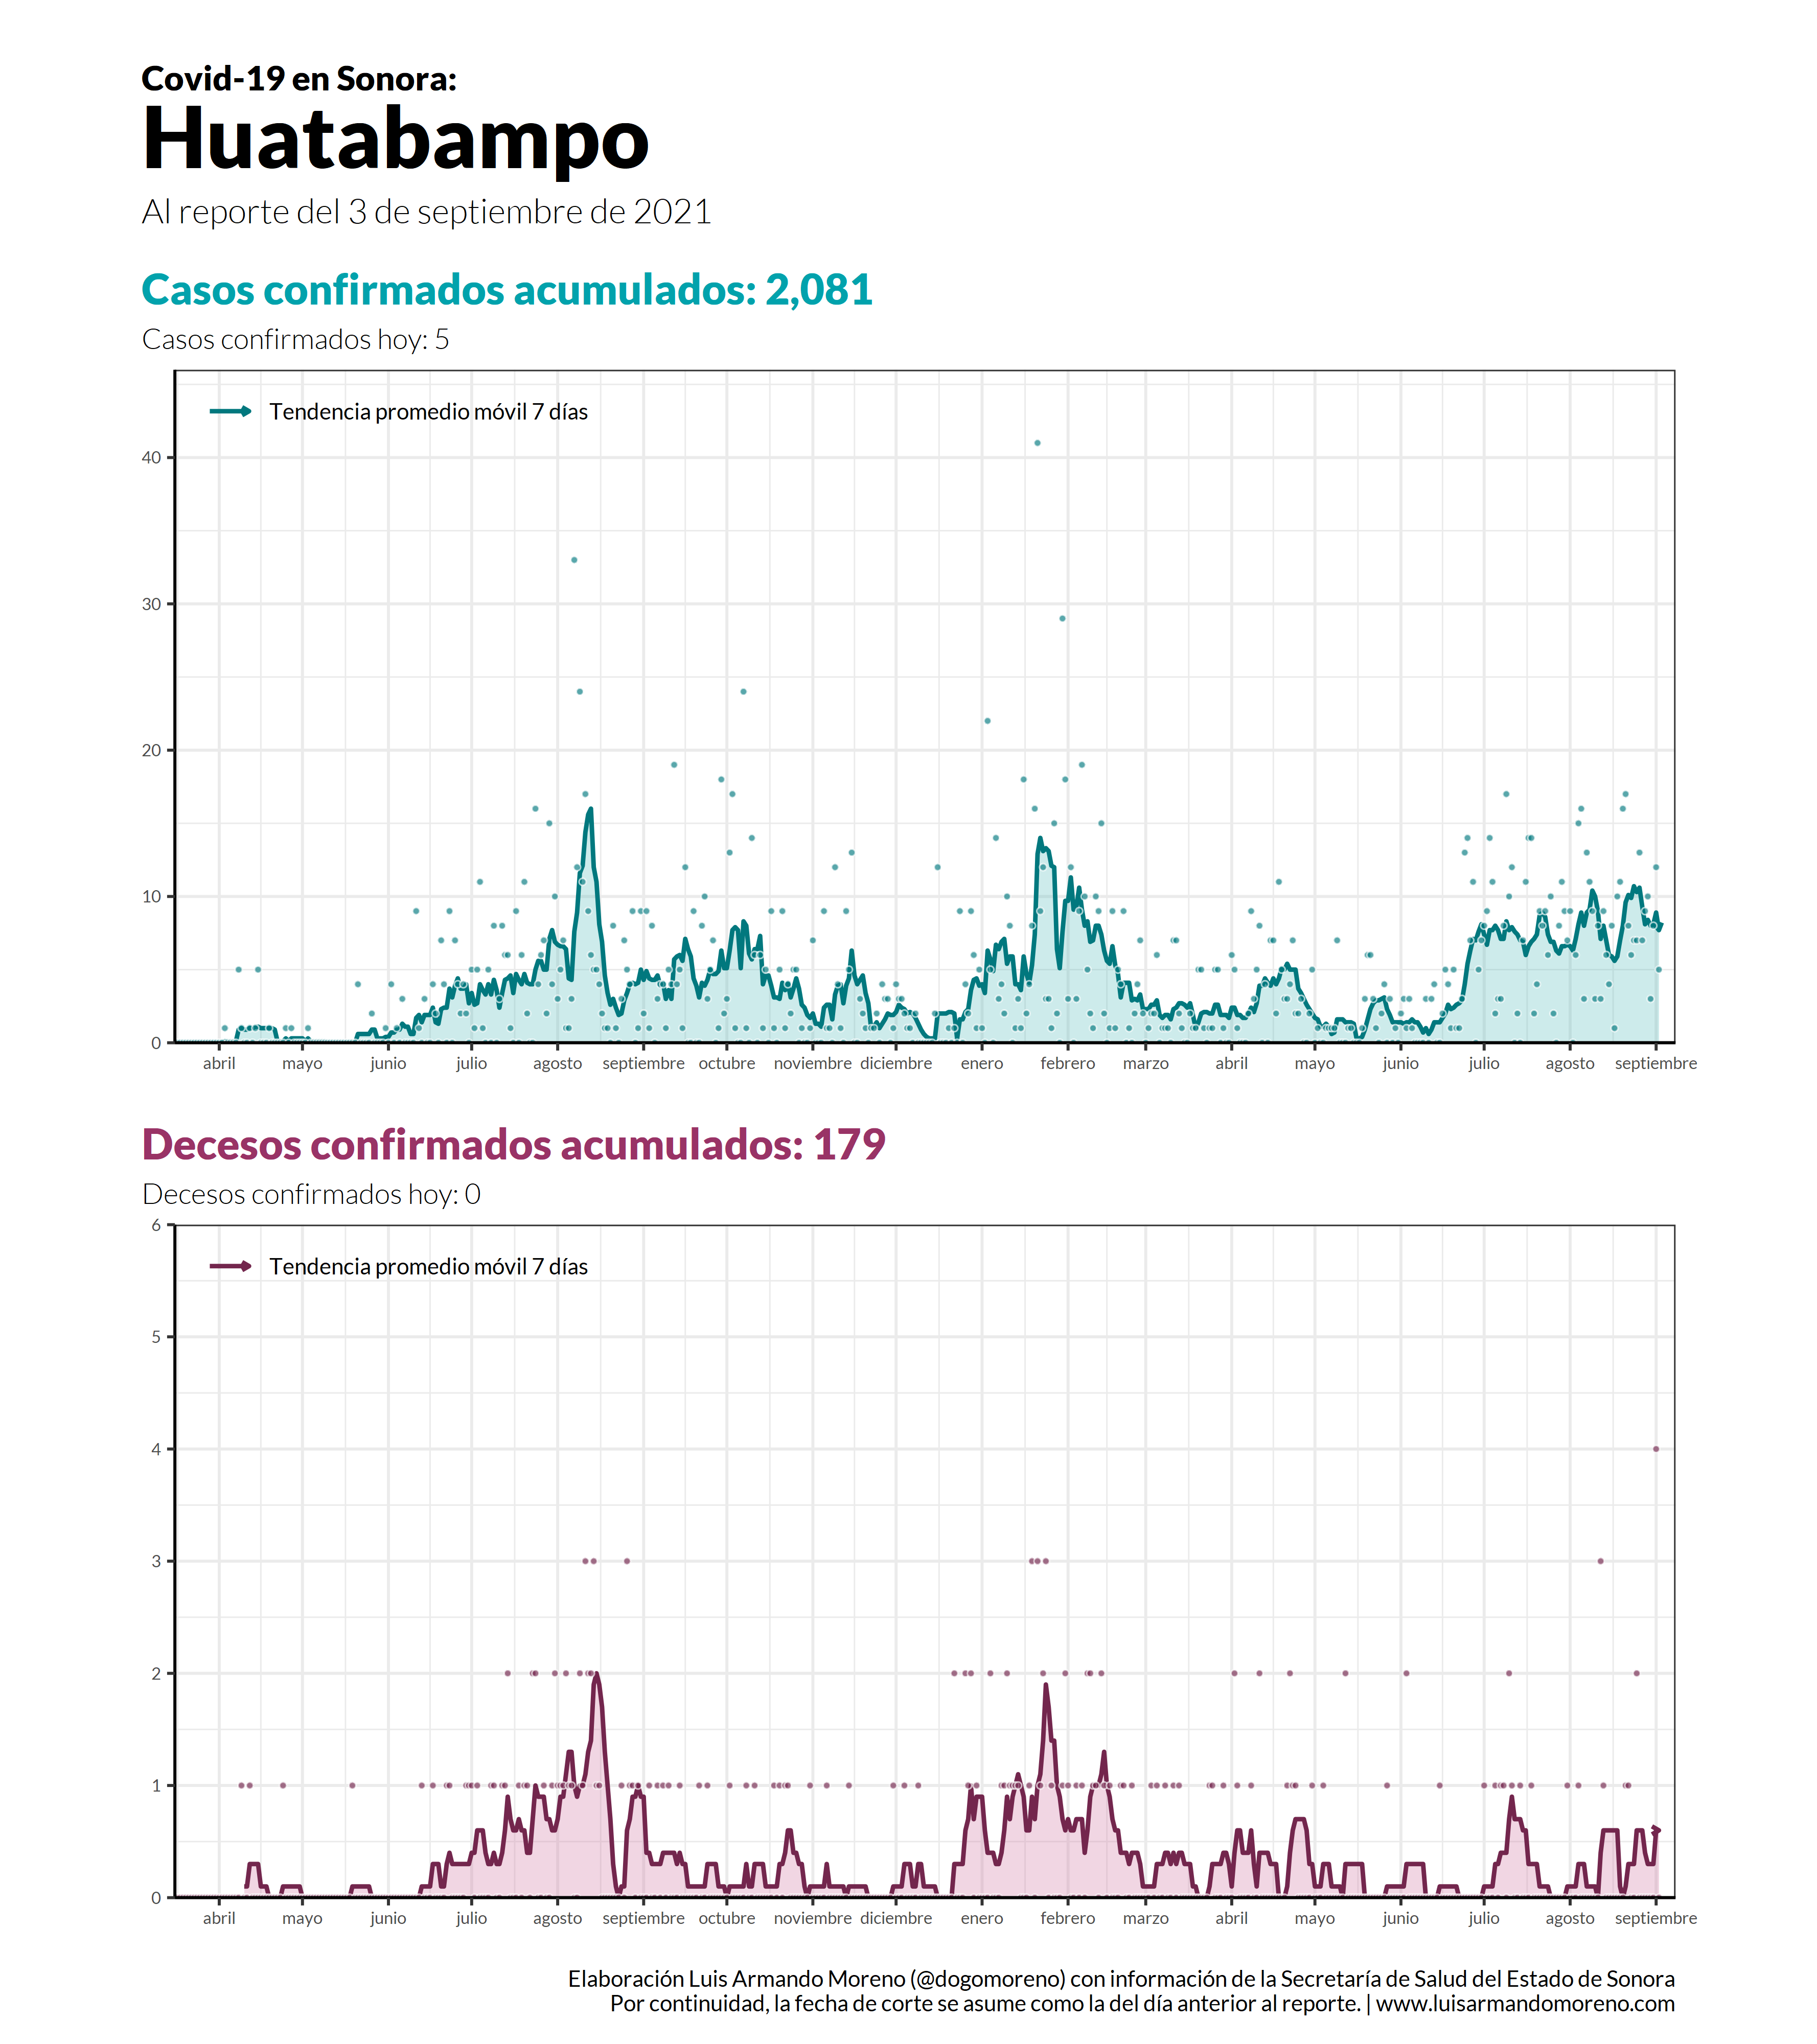 Covid-19 en Sonora:
Huatabampo
Al reporte del 3 de septiembre de 2021
Casos confirmados acumulados: 2,081
Casos confirmados hoy: 5
Tendencia promedio móvil 7 días
40
30
20
10
0
abril mayo junio julio agosto septiembre octubre noviembre diciembre enero febrero marzo abril mayo junio julio agosto septiembre
Decesos confirmados acumulados: 179
Decesos confirmados hoy: 0
6
Tendencia promedio móvil 7 días
5
4
3
2
1
0
abril mayo junio julio agosto septiembre octubre noviembre diciembre enero febrero marzo abril mayo junio julio agosto septiembre
Elaboración Luis Armando Moreno (@dogomoreno) con información de la Secretaría de Salud del Estado de Sonora
Por continuidad, la fecha de corte se asume como la del día anterior al reporte. | www.luisarmandomoreno.com